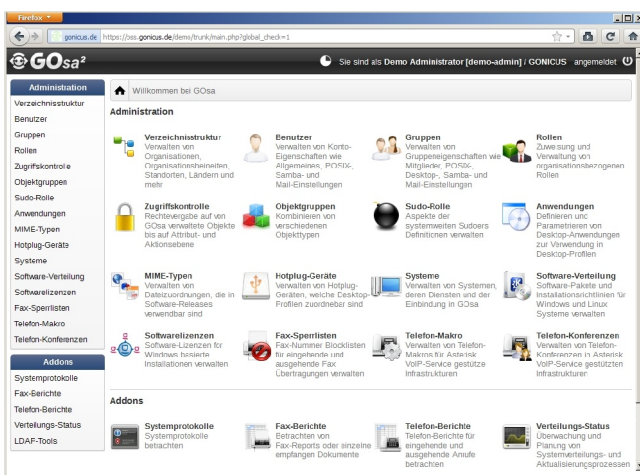 Firefox
gonicus.de https://oss.gonicus.de/demo/trunk/main.php?global_check=1
GOsa²
Sie sind als Demo Administrator [demo-admin] / GONICUS angemeldet
Administration
Verzeichnisstruktur
Benutzer
Gruppen
Rollen
Zugriffskontrolle
Objektgruppen
Sudo-Rolle
Anwendungen
MIME-Typen
Hotplug-Geräte
Systeme
Software-Verteilung
Softwarelizenzen
Fax-Sperrlisten
Telefon-Makro
Telefon-Konferenzen
Addons
Systemprotokolle
Fax-Berichte
Telefon-Berichte
Verteilungs-Status
LDAP-Tools
Willkommen bei GOsa
Administration
Verzeichnisstruktur
Verwalten von
Organisationen,
Organisationseinheiten,
Standorten, Ländern und
mehr
Benutzer
Verwalten von Konto-
Eigenschaften wie
Allgemeines, POSIX-,
Samba- und
Mail-Einstellungen
Gruppen
Verwalten von
Gruppeneigenschaften wie
Mitglieder, POSIX-,
Desktop-, Samba- und
Mail-Einstellungen
Rollen
Zuweisung und
Verwaltung von
organisationsbezogenen
Rollen
Zugriffskontrolle
Rechtevergabe auf von
GOsa verwaltete Objekte
bis auf Attribut- und
Aktionsebene
Objektgruppen
Kombinieren von
verschiedenen
Objekttypen
Sudo-Rolle
Aspekte der
systemweiten Sudoers
Definitionen verwalten
Anwendungen
Definieren und
Parametrieren von
Desktop-Anwendungen
zur Verwendung in
Desktop-Profilen
MIME-Typen
Verwalten von
Dateizuordnungen, die in
Software-Releases
verwendbar sind
Hotplug-Geräte
Verwalten von Hotplug-
Geräten, welche Desktop-
Profilen zuordnebar sind
Systeme
Verwalten von Systemen,
deren Diensten und der
Einbindung in GOsa
Software-Verteilung
Software-Pakete und
Installationsrichtlinien für
Windows und Linux
Systeme verwalten
Softwarelizenzen
Software-Lizenzen für
Windows basierte
Installationen verwalten
Fax-Sperrlisten
Fax-Nummer Blocklisten
für eingehende und
ausgehende Fax
Übertragungen verwalten
Telefon-Makro
Verwalten von Telefon-
Makros für Asterisk
VoIP-Service gestützte
Infrastrukturen
Telefon-Konferenzen
Verwalten von Telefon-
Konferenzen in Asterisk
VoIP-Service gestützten
Infrastrukturen
Addons
Systemprotokolle
Systemprotokolle
betrachten
Fax-Berichte
Betrachten von
Fax-Reports oder einzelne
empfangen Dokumente
Telefon-Berichte
Telefon-Berichte für
eingehende und
ausgehende Anrufe
betrachten
Verteilungs-Status
Überwachung und
Planung von
Systemverteilungs- und
Aktualisierungsprozessen